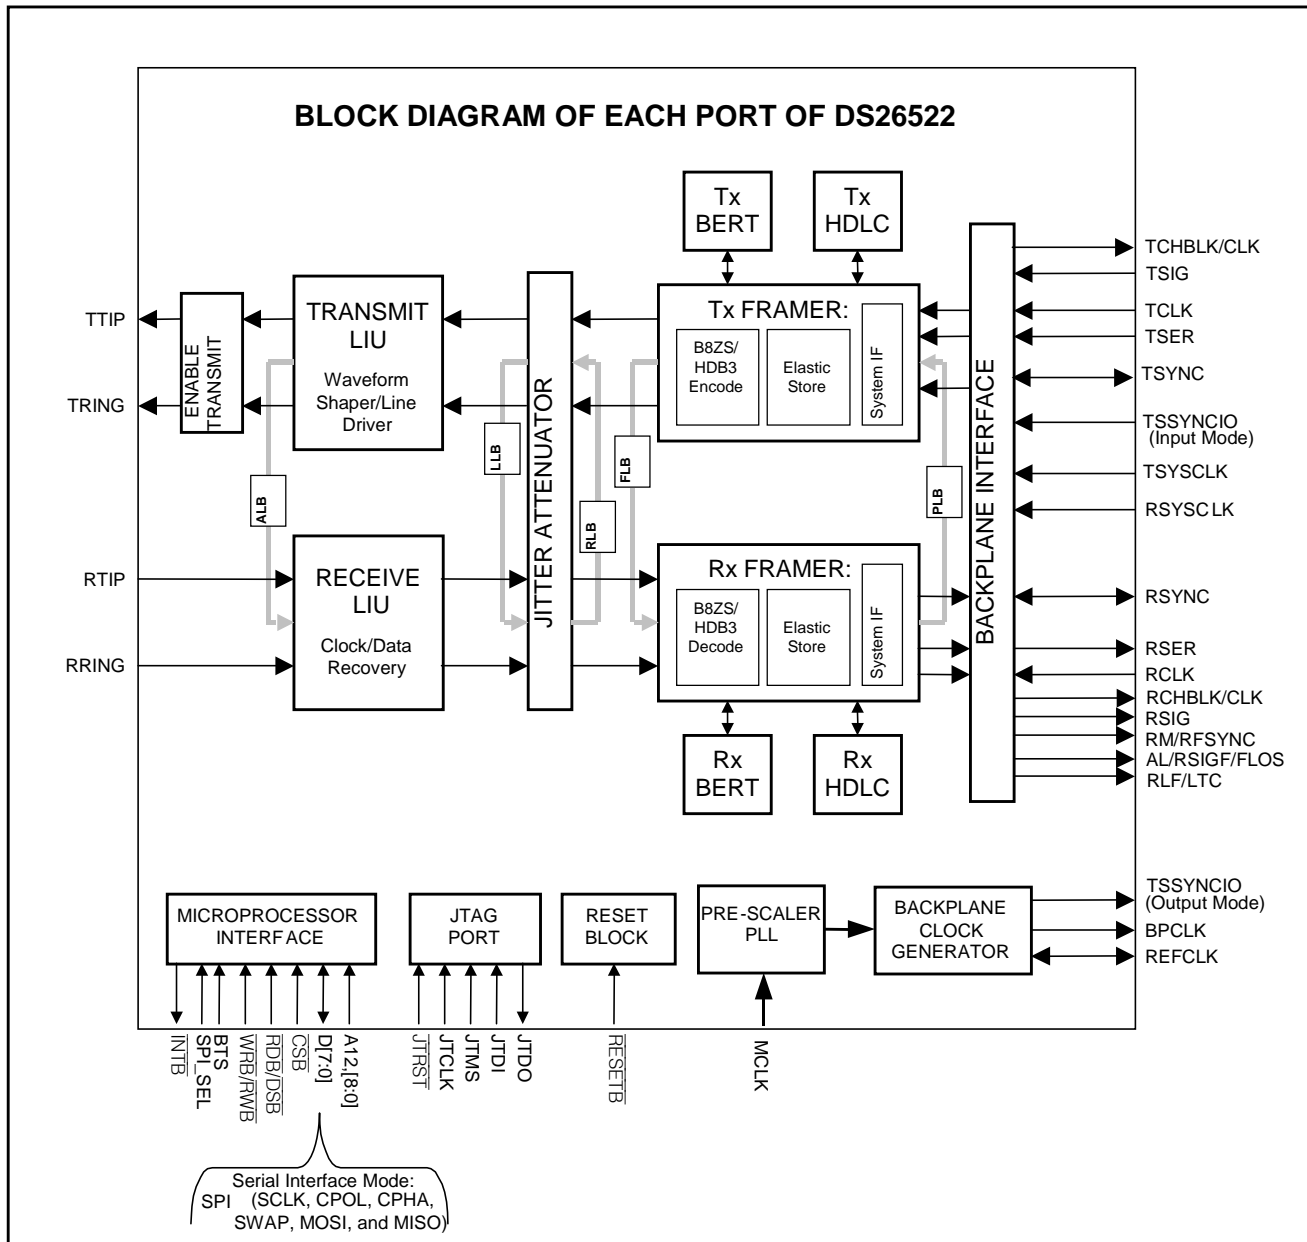 BLOCK DIAGRAM OF EACH PORT OF DS26522
Tx
BERT
Tx
HDLC
TTIP
TRING
ENABLE
TRANSMIT
TRANSMIT
LIU
Waveform
Shaper/Line
Driver
JITTER ATTENUATOR
Tx FRAMER:
B8ZS/
HDB3
Encode
Elastic
Store
System IF
BACKPLANE INTERFACE
TCHBLK/CLK
TSIG
TCLK
TSER
TSYNC
TSSYNCIO
(Input Mode)
TSYSCLK
RSYSCLK
ALB
LLB
RLB
FLB
PLB
RTIP
RRING
RECEIVE
LIU
Clock/Data
Recovery
Rx FRAMER:
B8ZS/
HDB3
Decode
Elastic
Store
System IF
RSYNC
RSER
RCLK
RCHBLK/CLK
RSIG
RM/RFSYNC
AL/RSIGF/FLOS
RLF/LTC
Rx
BERT
Rx
HDLC
MICROPROCESSOR
INTERFACE
JTAG
PORT
RESET
BLOCK
PRE-SCALER
PLL
BACKPLANE
CLOCK
GENERATOR
TSSYNCIO
(Output Mode)
BPCLK
REFCLK
INTB
SPI_SEL
BTS
WRB/RWB
RDB/DSB
CSB
D[7:0]
A12,[8:0]
JTRST
JTCLK
JTMS
JTDI
JTDO
RESETB
MCLK
Serial Interface Mode:
SPI (SCLK, CPOL, CPHA,
SWAP, MOSI, and MISO)